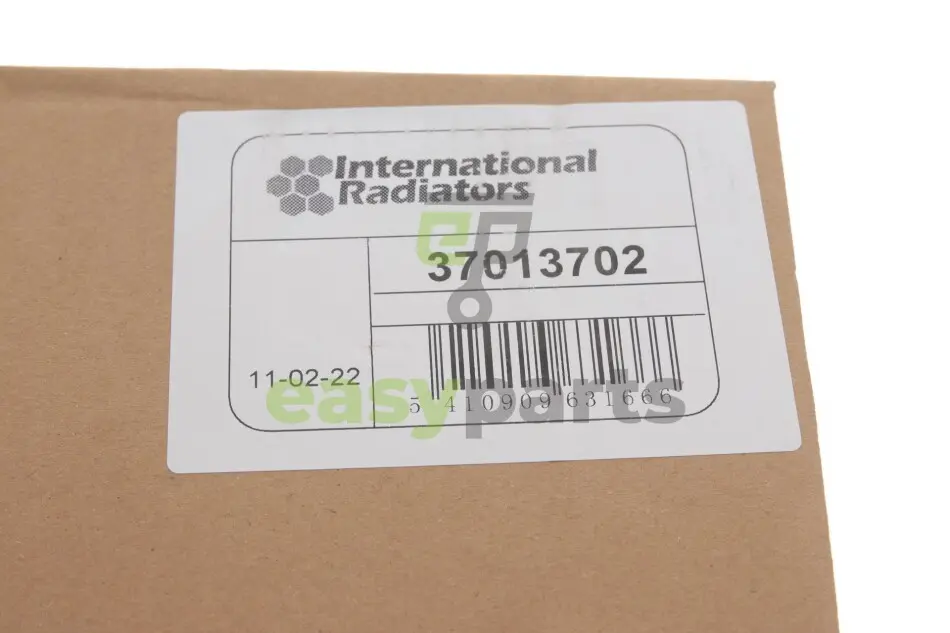 International
Radiators
37013702
11-02-22
5 410909 631666
easyparts